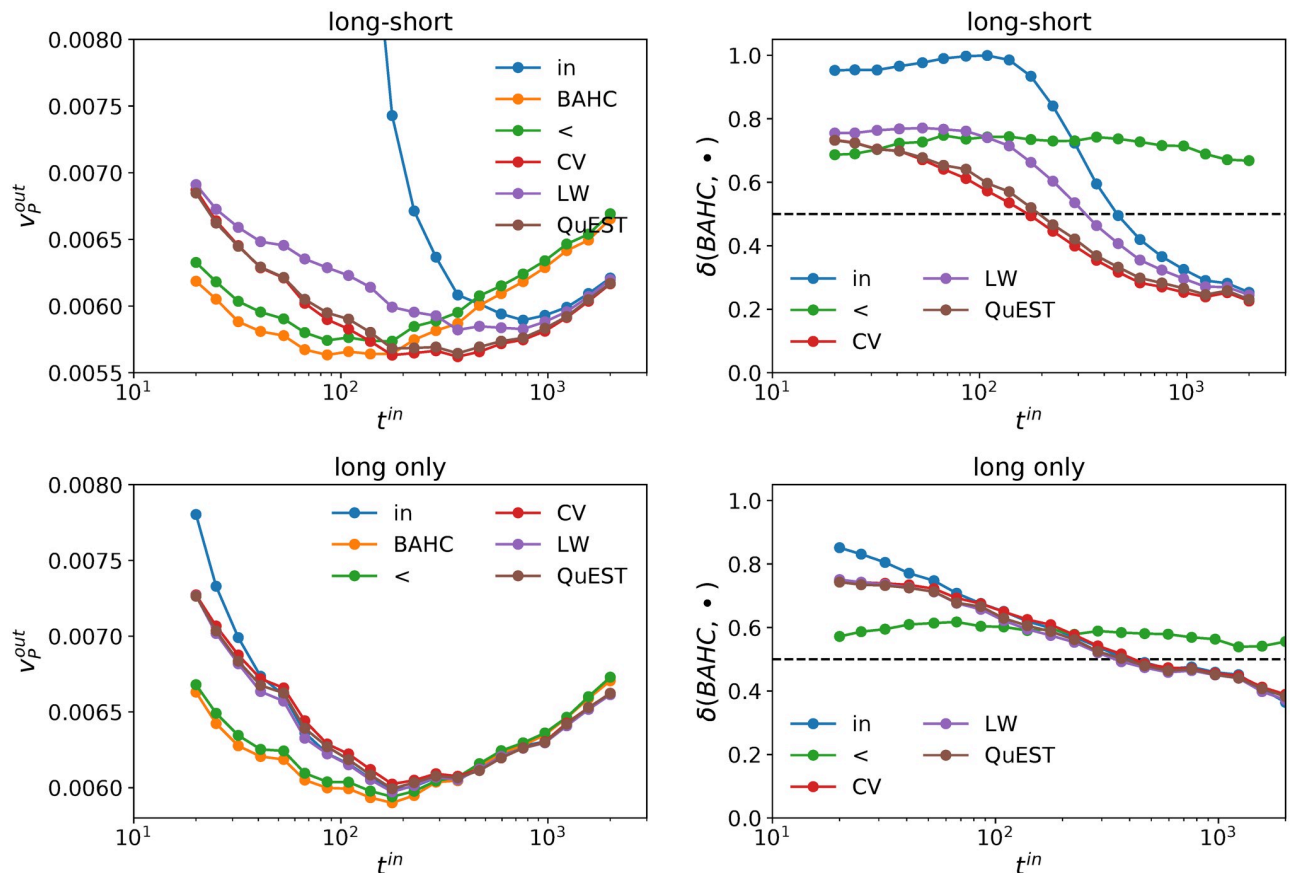 long-short
0.0080
0.0075
0.0070
0.0065
0.0060
0.0055
v_P^out
in
BAHC
<
CV
LW
QuEST
10^1
10^2
10^3
t^in
long-short
1.0
0.8
0.6
0.4
0.2
0.0
δ(BAHC, •)
in LW
< QuEST
CV
10^1
10^2
10^3
t^in
long only
0.0080
0.0075
0.0070
0.0065
0.0060
v_P^out
in CV
BAHC LW
< QuEST
10^1
10^2
10^3
t^in
long only
1.0
0.8
0.6
0.4
0.2
0.0
δ(BAHC, •)
in LW
< QuEST
CV
10^1
10^2
10^3
t^in